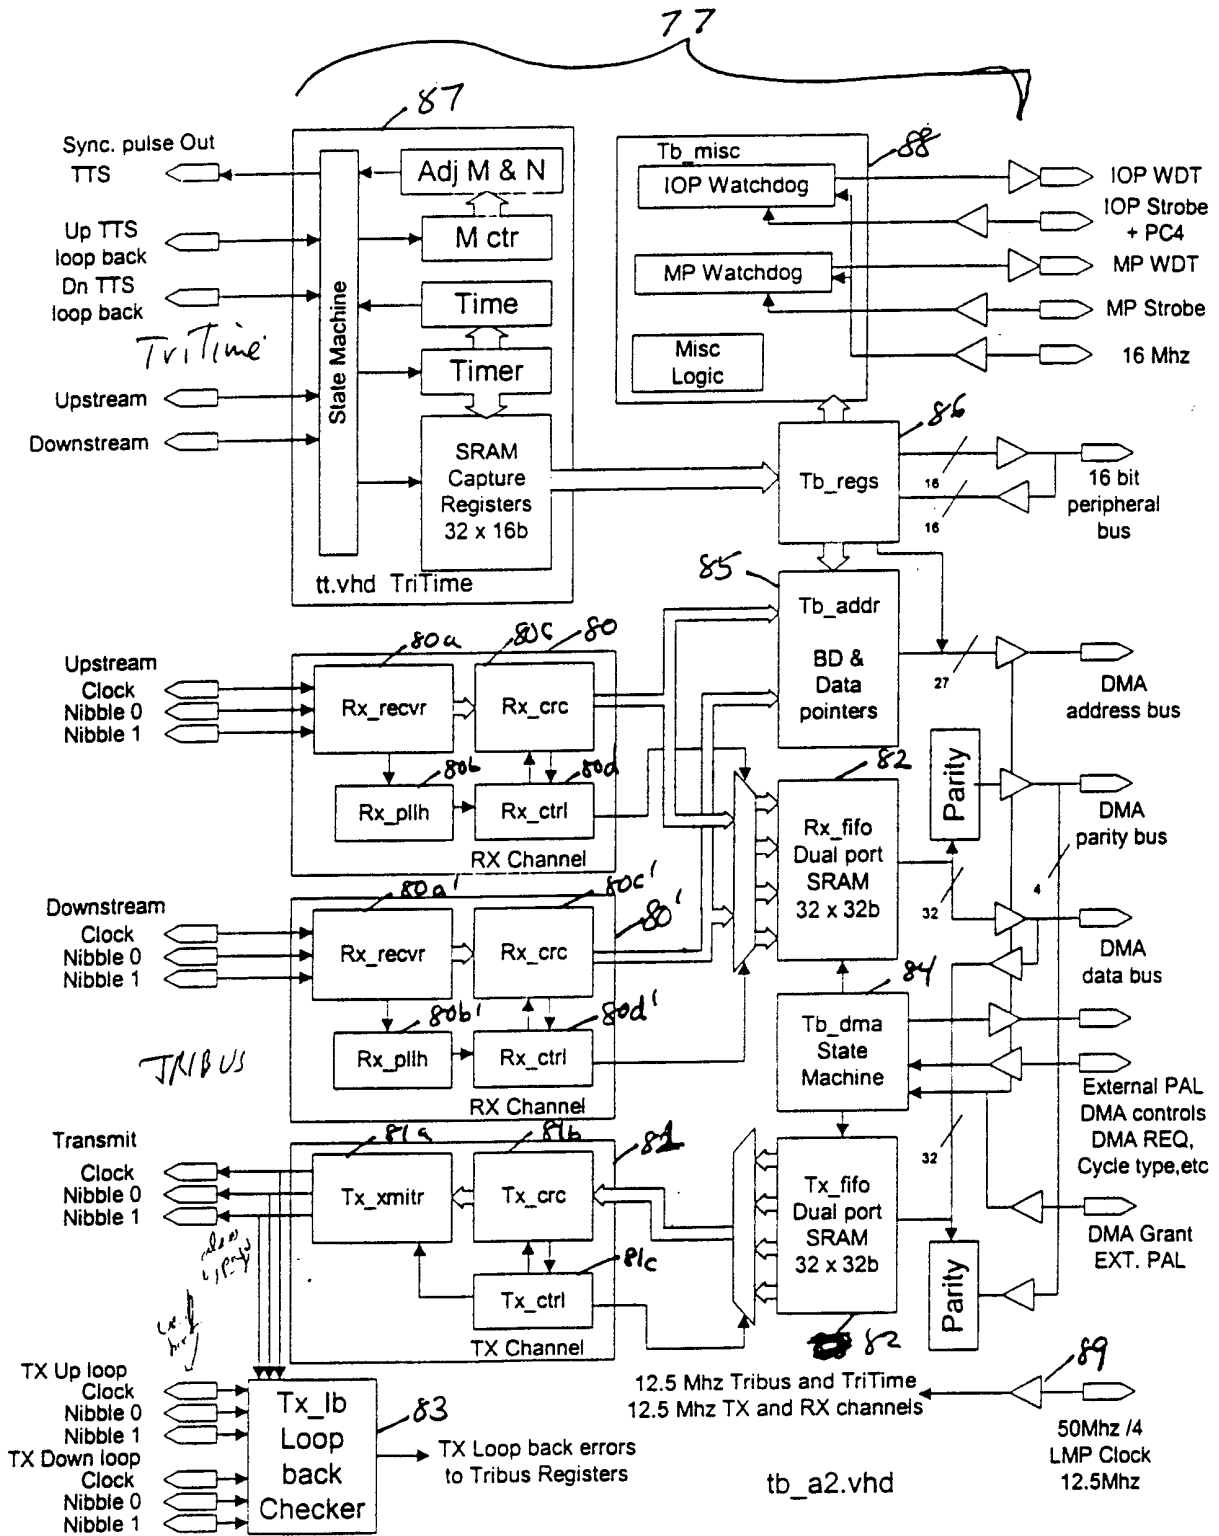 77
87
Sync. pulse Out
TTS
Up TTS
loop back
Dn TTS
loop back
TriTime
Upstream
Downstream
State Machine
Adj M & N
M ctr
Time
Timer
SRAM
Capture
Registers
32 x 16b
tt.vhd TriTime
88
Tb_misc
IOP Watchdog
MP Watchdog
Misc
Logic
IOP WDT
IOP Strobe
+ PC4
MP WDT
MP Strobe
16 Mhz
86
Tb_regs
16
16
16 bit
peripheral
bus
85
Tb_addr
BD &
Data
pointers
27
DMA
address bus
Upstream
Clock
Nibble 0
Nibble 1
80a
80c
80
Rx_recvr
Rx_crc
80b
80d
Rx_pllh
Rx_ctrl
RX Channel
82
Rx_fifo
Dual port
SRAM
32 x 32b
Parity
DMA
parity bus
4
32
DMA
data bus
Downstream
Clock
Nibble 0
Nibble 1
80a'
80c'
80'
Rx_recvr
Rx_crc
80b'
80d'
Rx_pllh
Rx_ctrl
RX Channel
TRIBUS
84
Tb_dma
State
Machine
External PAL
DMA controls
DMA REQ,
Cycle type,etc
32
Transmit
Clock
Nibble 0
Nibble 1
81a
81b
81
Tx_xmitr
Tx_crc
81c
Tx_ctrl
TX Channel
Tx_fifo
Dual port
SRAM
32 x 32b
82
Parity
DMA Grant
EXT. PAL
TX Up loop
Clock
Nibble 0
Nibble 1
TX Down loop
Clock
Nibble 0
Nibble 1
Tx_lb
Loop
back
Checker
83
TX Loop back errors
to Tribus Registers
12.5 Mhz Tribus and TriTime
12.5 Mhz TX and RX channels
89
50Mhz /4
LMP Clock
12.5Mhz
tb_a2.vhd